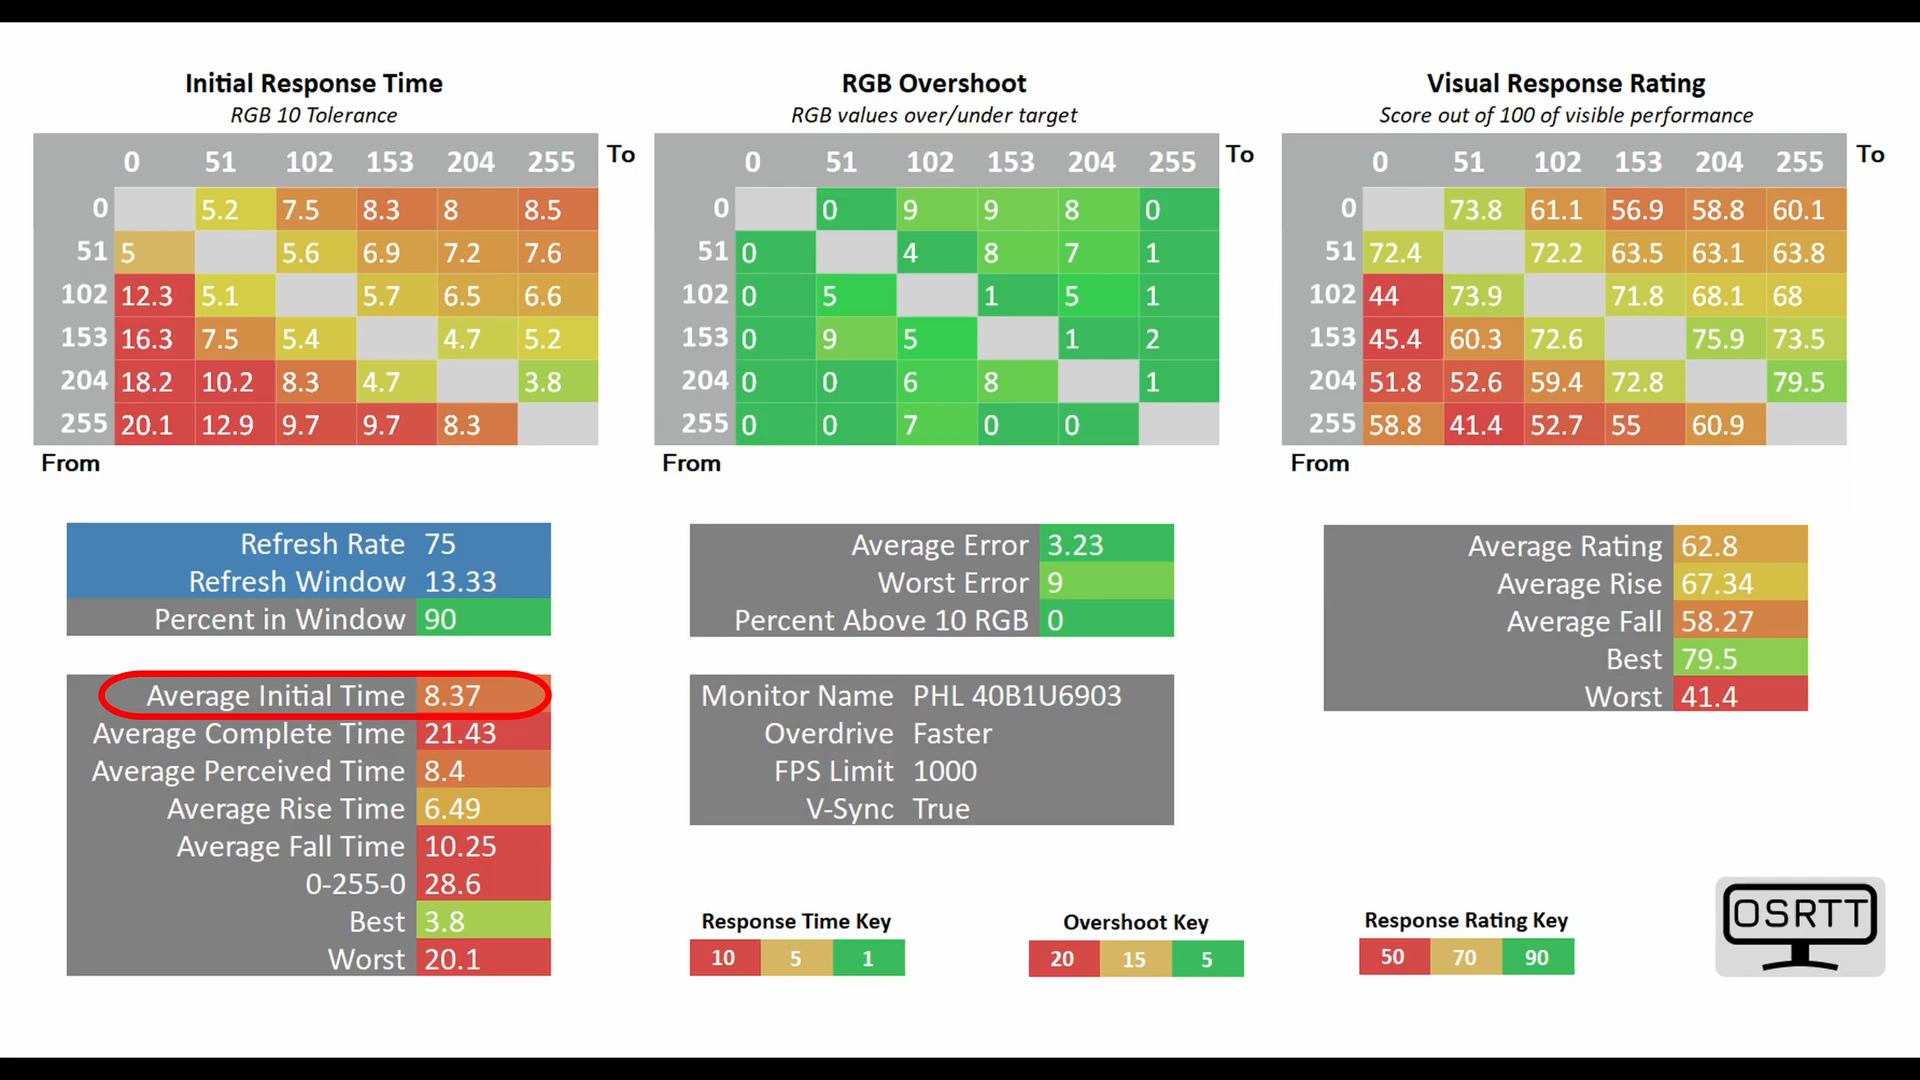 Initial Response Time
RGB 10 Tolerance
0 51 102 153 204 255 To
0 5.2 7.5 8.3 8 8.5
51 5 5.6 6.9 7.2 7.6
102 12.3 5.1 5.7 6.5 6.6
153 16.3 7.5 5.4 4.7 5.2
204 18.2 10.2 8.3 4.7 3.8
255 20.1 12.9 9.7 9.7 8.3
From
RGB Overshoot
RGB values over/under target
0 51 102 153 204 255 To
0 0 9 9 8 0
51 0 4 8 7 1
102 0 5 1 5 1
153 0 9 5 1 2
204 0 0 6 8 1
255 0 0 7 0 0
From
Visual Response Rating
Score out of 100 of visible performance
0 51 102 153 204 255 To
0 73.8 61.1 56.9 58.8 60.1
51 72.4 72.2 63.5 63.1 63.8
102 44 73.9 71.8 68.1 68
153 45.4 60.3 72.6 75.9 73.5
204 51.8 52.6 59.4 72.8 79.5
255 58.8 41.4 52.7 55 60.9
From
Refresh Rate 75
Refresh Window 13.33
Percent in Window 90
Average Initial Time 8.37
Average Complete Time 21.43
Average Perceived Time 8.4
Average Rise Time 6.49
Average Fall Time 10.25
0-255-0 28.6
Best 3.8
Worst 20.1
Average Error 3.23
Worst Error 9
Percent Above 10 RGB 0
Monitor Name PHL 40B1U6903
Overdrive Faster
FPS Limit 1000
V-Sync True
Average Rating 62.8
Average Rise 67.34
Average Fall 58.27
Best 79.5
Worst 41.4
Response Time Key
10 5 1
Overshoot Key
20 15 5
Response Rating Key
50 70 90
OSRTT